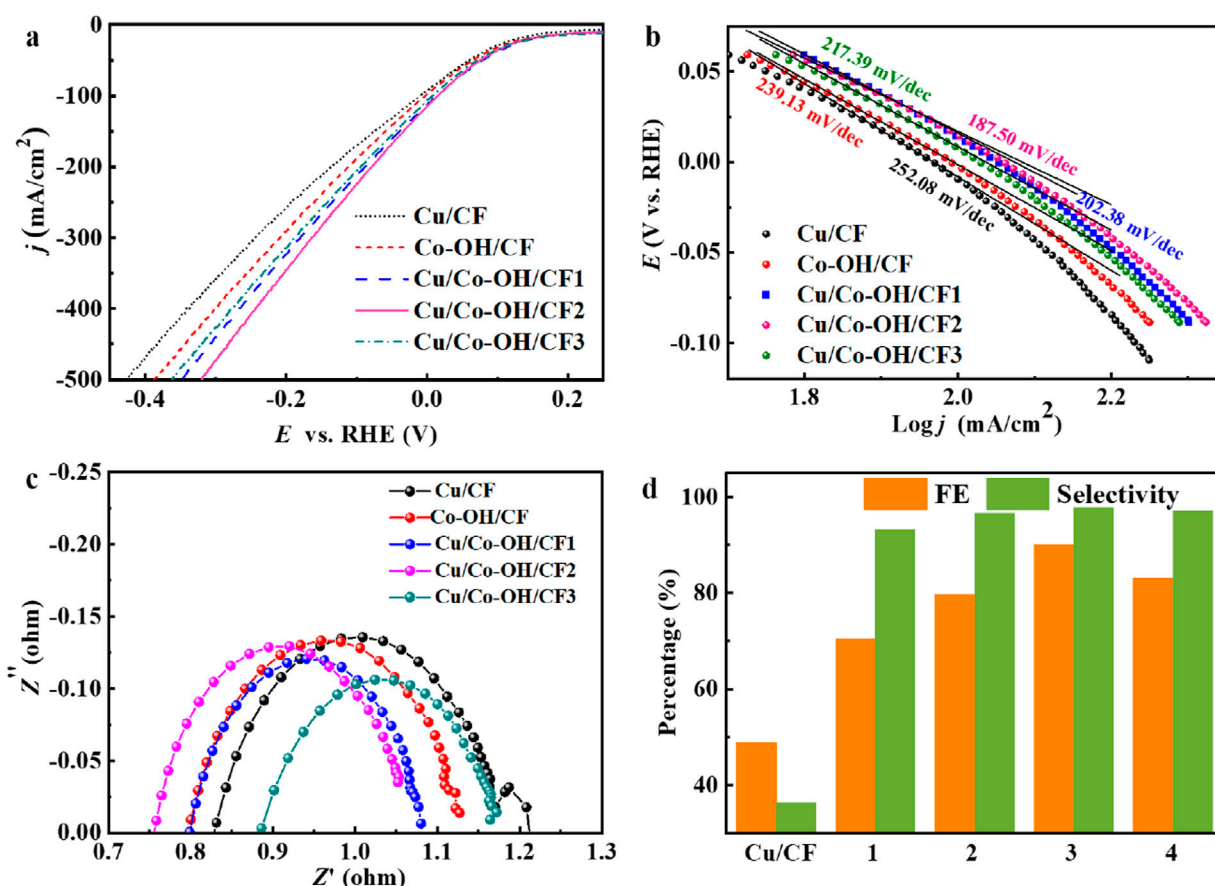 a
0
-100
-200
-300
-400
-500
j (mA/cm²)
-0.4
-0.2
0.0
0.2
E vs. RHE (V)
Cu/CF
Co-OH/CF
Cu/Co-OH/CF1
Cu/Co-OH/CF2
Cu/Co-OH/CF3
b
0.05
0.00
-0.05
-0.10
E (V vs. RHE)
1.8
2.0
2.2
Log j (mA/cm²)
217.39 mV/dec
239.13 mV/dec
187.50 mV/dec
252.08 mV/dec
202.38 mV/dec
Cu/CF
Co-OH/CF
Cu/Co-OH/CF1
Cu/Co-OH/CF2
Cu/Co-OH/CF3
c
-0.25
-0.20
-0.15
-0.10
-0.05
0.00
Z'' (ohm)
0.7
0.8
0.9
1.0
1.1
1.2
1.3
Z' (ohm)
Cu/CF
Co-OH/CF
Cu/Co-OH/CF1
Cu/Co-OH/CF2
Cu/Co-OH/CF3
d
FE
Selectivity
100
80
60
40
Percentage (%)
Cu/CF
1
2
3
4